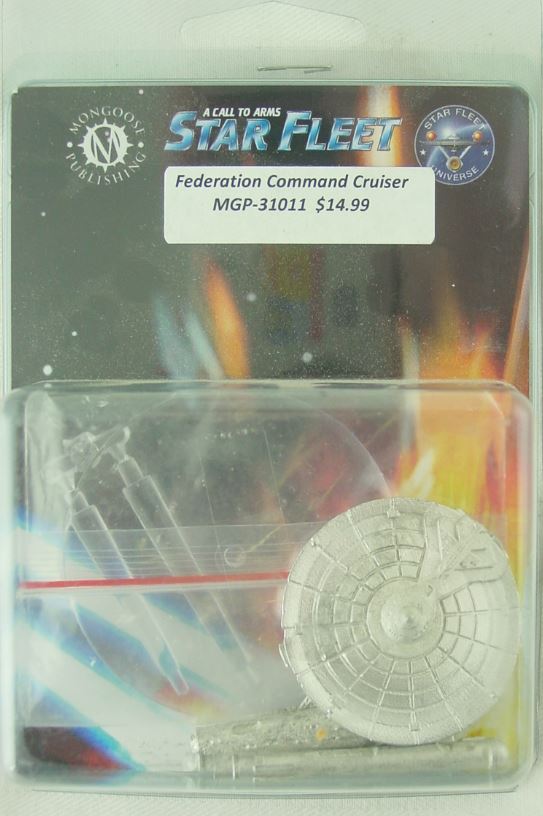 MONGOOSE PUBLISHING
A CALL TO ARMS
STAR FLEET
STAR FLEET UNIVERSE
Federation Command Cruiser
MGP-31011 $14.99